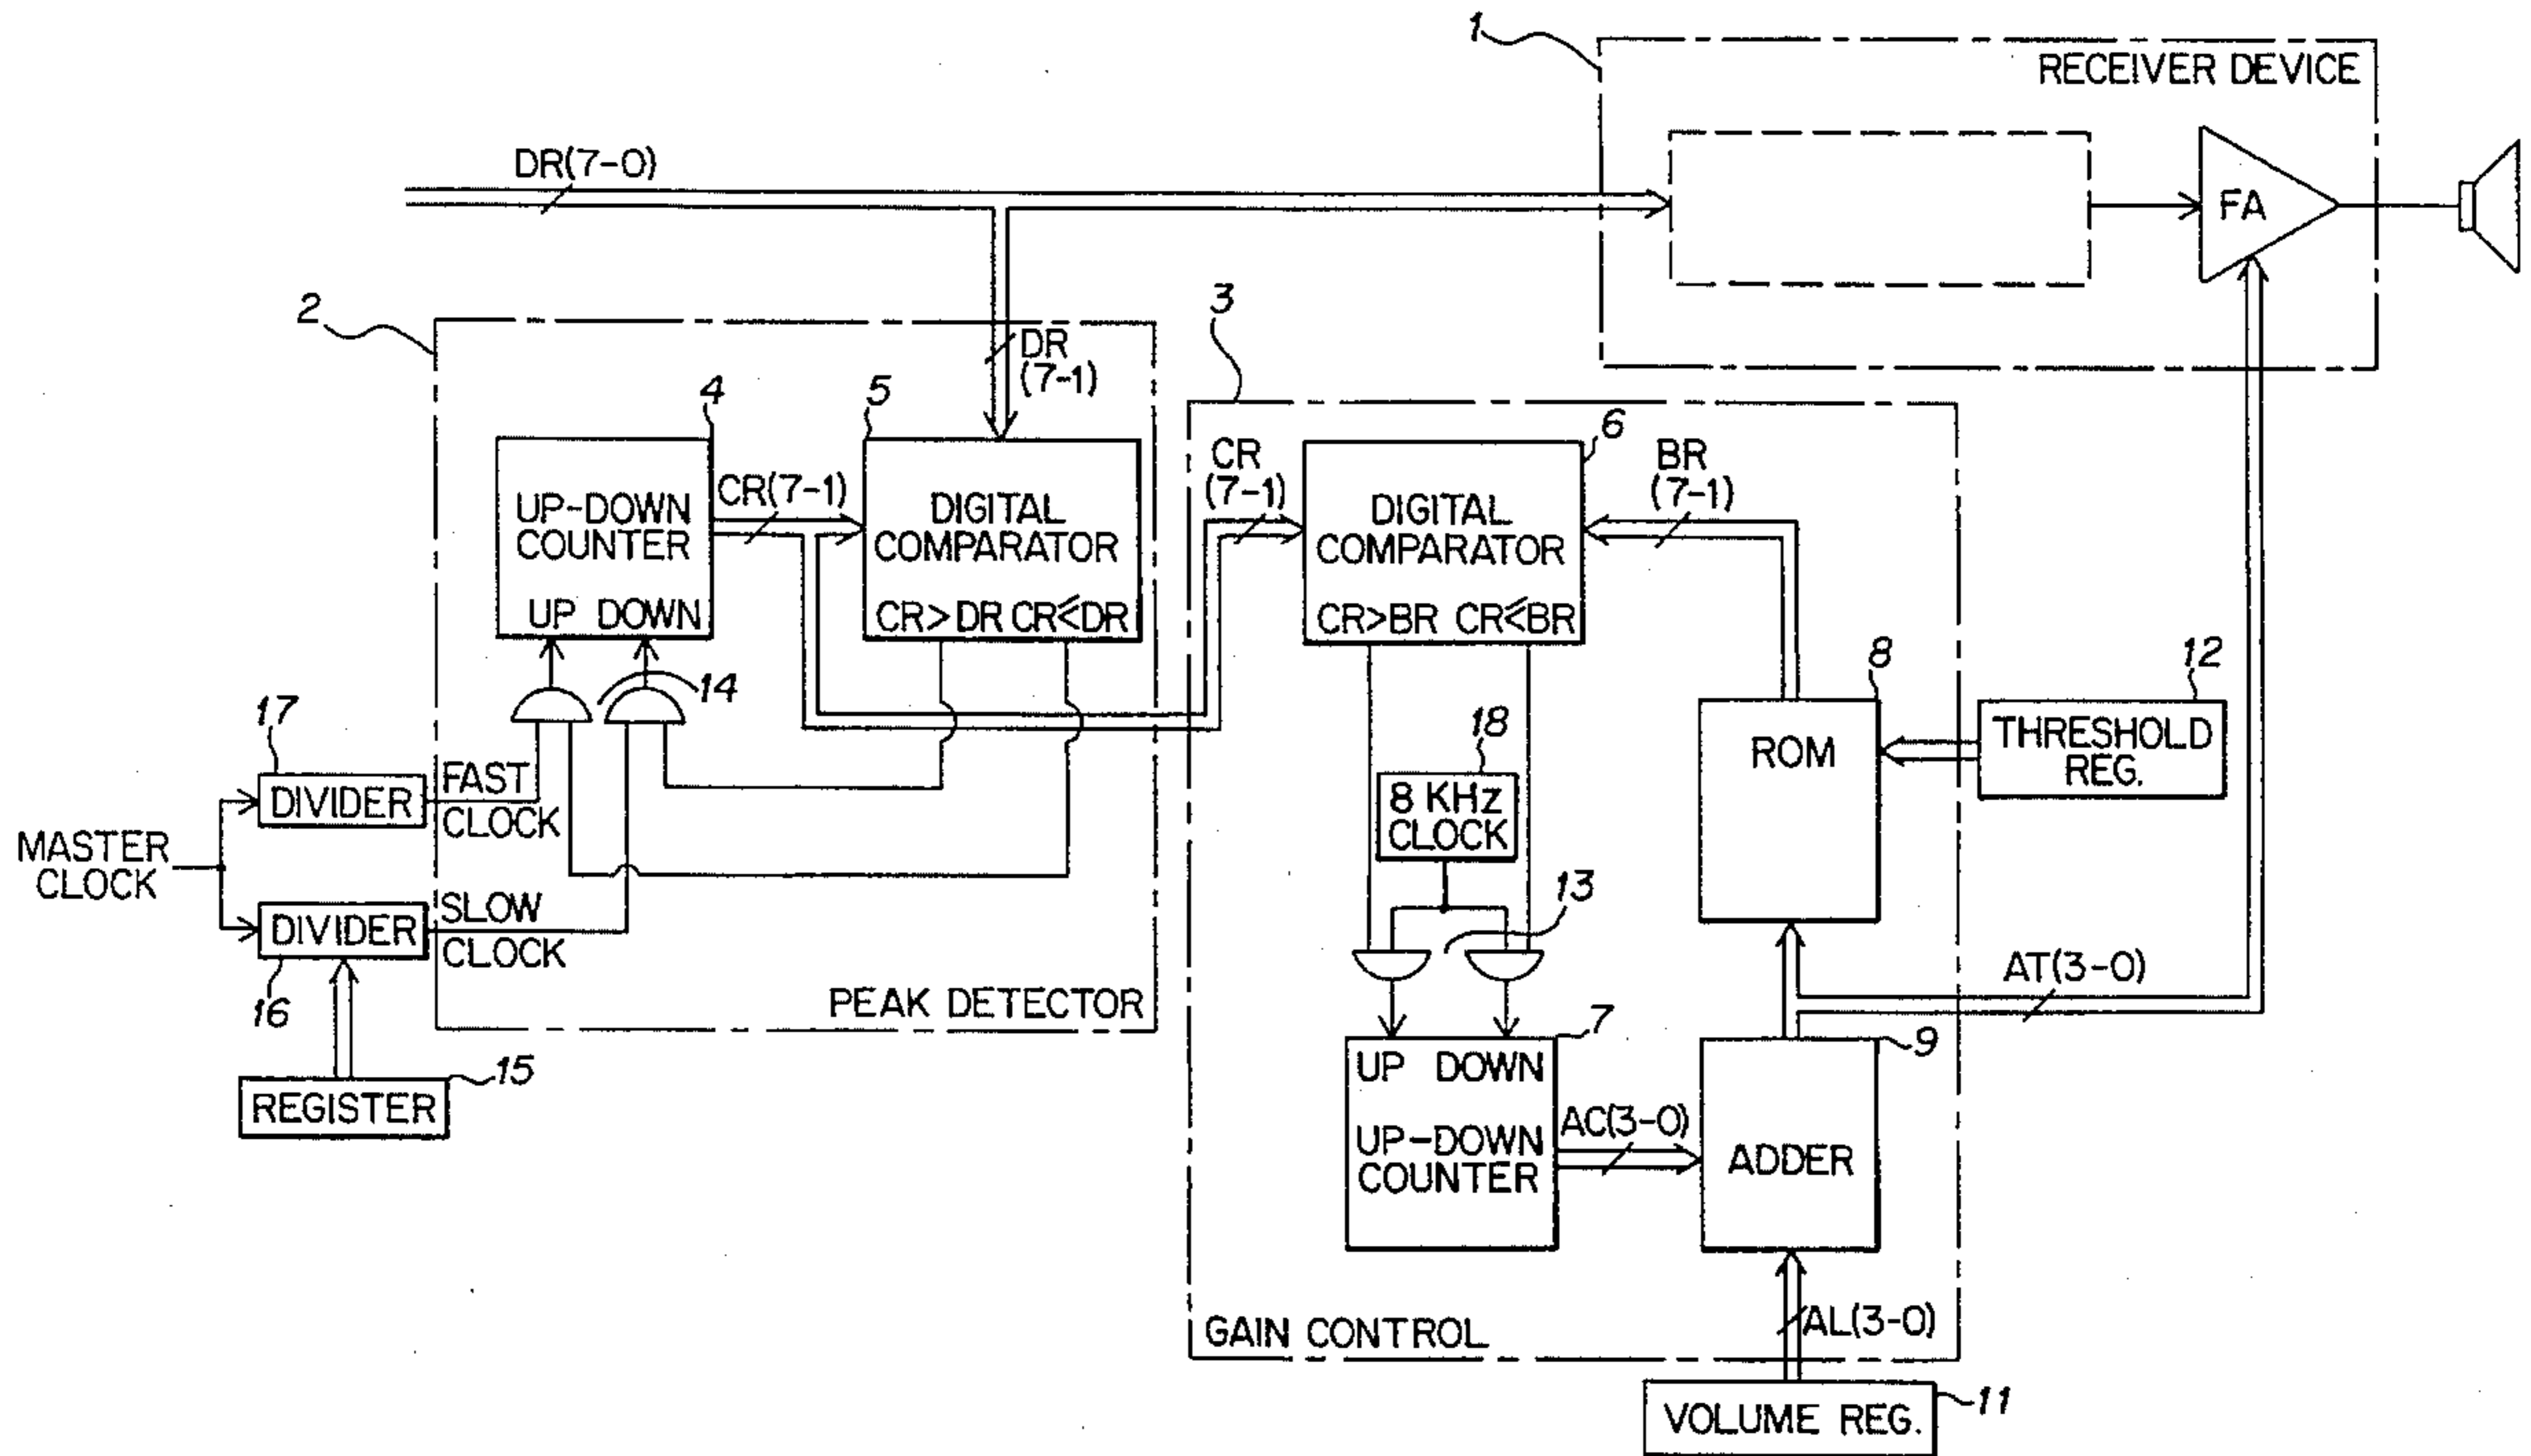 1
RECEIVER DEVICE
DR(7-0)
FA
2
3
DR
(7-1)
4
5
6
UP-DOWN
COUNTER
UP DOWN
CR(7-1)
DIGITAL
COMPARATOR
CR>DR CR≤DR
CR
(7-1)
DIGITAL
COMPARATOR
CR>BR CR≤BR
BR
(7-1)
14
8
12
ROM
THRESHOLD
REG.
17
DIVIDER
FAST
CLOCK
18
8 KHz
CLOCK
MASTER
CLOCK
DIVIDER
16
SLOW
CLOCK
13
AT(3-0)
PEAK DETECTOR
15
REGISTER
7
UP DOWN
UP-DOWN
COUNTER
AC(3-0)
9
ADDER
GAIN CONTROL
AL(3-0)
VOLUME REG.
11